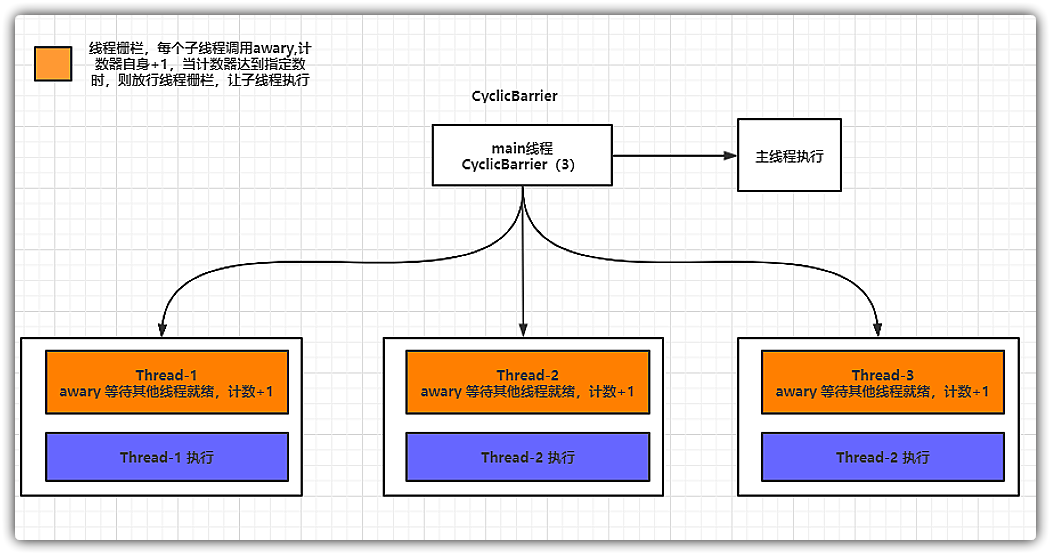 线程栅栏，每个子线程调用awary,计
数器自身+1，当计数器达到指定数
时，则放行线程栅栏，让子线程执行
CyclicBarrier
main线程
CyclicBarrier（3）
主线程执行
Thread-1
awary 等待其他线程就绪，计数+1
Thread-1 执行
Thread-2
awary 等待其他线程就绪，计数+1
Thread-2 执行
Thread-3
awary 等待其他线程就绪，计数+1
Thread-2 执行